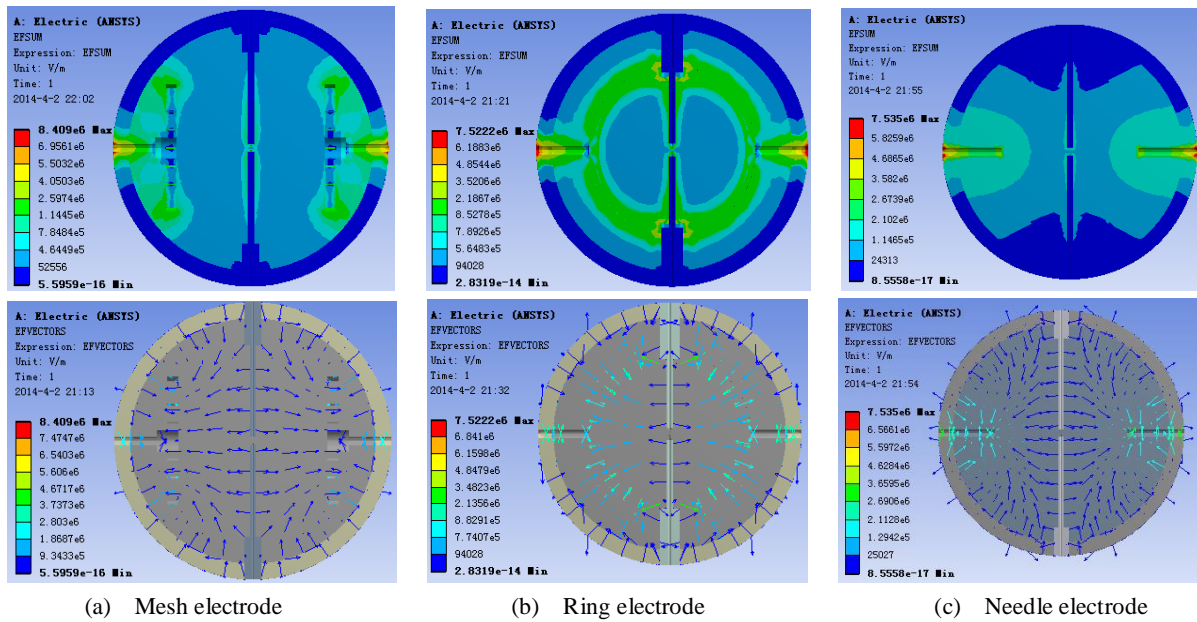 A: Electric (ANSYS)
EFSUM
Expression: EFSUM
Unit: V/m
Time: 1
2014-4-2 22:02
8.409e6 Max
6.9561e6
5.5032e6
4.0503e6
2.5974e6
1.1445e6
7.8484e5
4.6449e5
52556
5.5959e-16 Min
A: Electric (ANSYS)
EFSUM
Expression: EFSUM
Unit: V/m
Time: 1
2014-4-2 21:21
7.5222e6 Max
6.1883e6
4.8544e6
3.5206e6
2.1867e6
8.5278e5
7.8926e5
5.6483e5
94028
2.8319e-14 Min
A: Electric (ANSYS)
EFSUM
Expression: EFSUM
Unit: V/m
Time: 1
2014-4-2 21:55
7.535e6 Max
5.8259e6
4.6865e6
3.582e6
2.6739e6
2.102e6
1.1465e5
24313
8.5558e-17 Min
A: Electric (ANSYS)
EFVECTORS
Expression: EFVECTORS
Unit: V/m
Time: 1
2014-4-2 21:13
8.409e6 Max
7.4747e6
6.5403e6
5.606e6
4.6717e6
3.7373e6
2.803e6
1.8687e6
9.3433e5
5.5959e-16 Min
A: Electric (ANSYS)
EFVECTORS
Expression: EFVECTORS
Unit: V/m
Time: 1
2014-4-2 21:32
7.5222e6 Max
6.841e6
6.1598e6
4.8479e6
3.4823e6
2.1356e6
8.8291e5
7.7407e5
94028
2.8319e-14 Min
A: Electric (ANSYS)
EFVECTORS
Expression: EFVECTORS
Unit: V/m
Time: 1
2014-4-2 21:54
7.535e6 Max
6.5661e6
5.5972e6
4.6284e6
3.6595e6
2.6906e6
2.1128e6
1.2942e6
25027
8.5558e-17 Min
(a) Mesh electrode
(b) Ring electrode
(c) Needle electrode